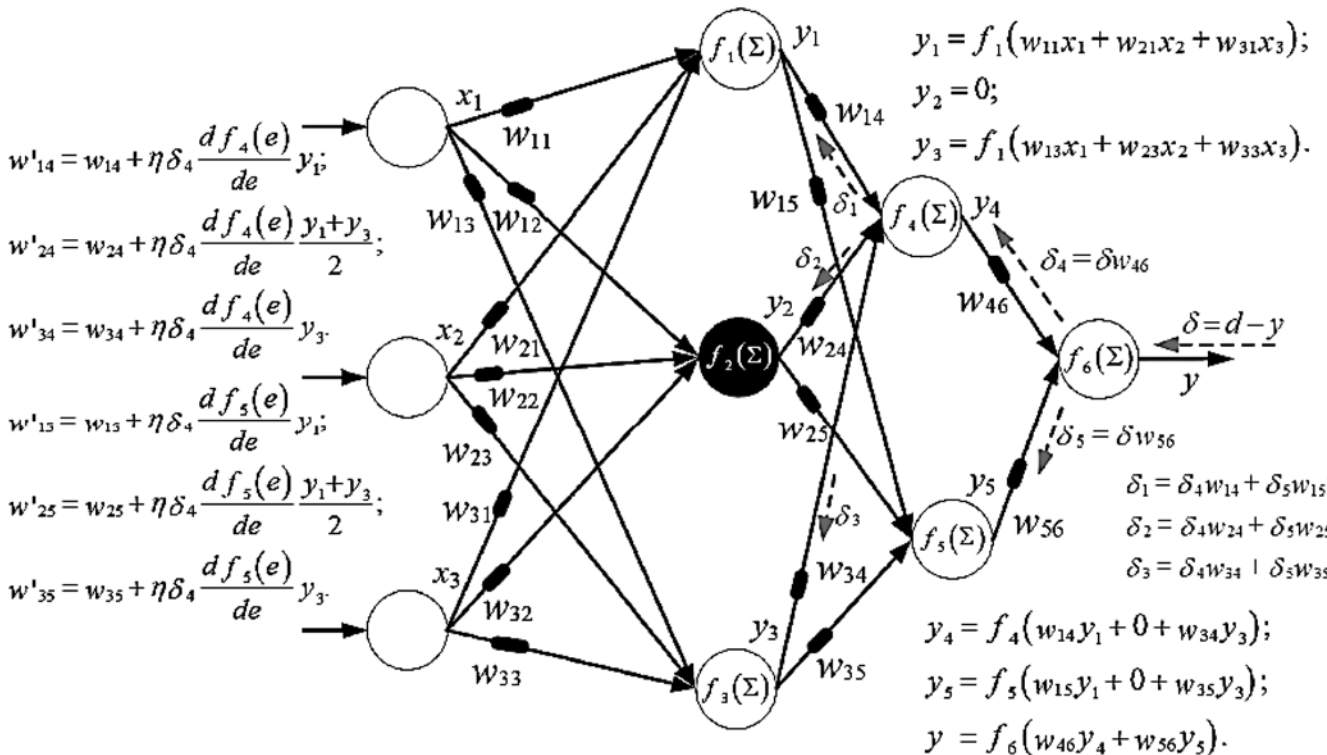 f₁(Σ)
y₁
y₁ = f₁(w₁₁x₁ + w₂₁x₂ + w₃₁x₃);
y₂ = 0;
y₃ = f₁(w₁₃x₁ + w₂₃x₂ + w₃₃x₃).
x₁
w₁₁
w₁₂
w₁₃
w₁₄
w₁₅
δ₁
f₄(Σ)
y₄
w'₁₄ = w₁₄ + ηδ₄ df₄(e)/de y₁;
w'₂₄ = w₂₄ + ηδ₄ df₄(e)/de (y₁+y₃)/2;
w'₃₄ = w₃₄ + ηδ₄ df₄(e)/de y₃.
w'₁₅ = w₁₅ + ηδ₄ df₅(e)/de y₁;
w'₂₅ = w₂₅ + ηδ₄ df₅(e)/de (y₁+y₃)/2;
w'₃₅ = w₃₅ + ηδ₄ df₅(e)/de y₃.
δ₂
δ₄ = δw₄₆
w₄₆
x₂
w₂₁
w₂₂
w₂₃
f₂(Σ)
y₂
w₂₄
w₂₅
f₆(Σ)
δ = d − y
y
δ₅ = δw₅₆
y₅
w₅₆
f₅(Σ)
δ₃
w₃₁
x₃
w₃₂
w₃₃
y₃
w₃₄
w₃₅
f₃(Σ)
δ₁ = δ₄w₁₄ + δ₅w₁₅
δ₂ = δ₄w₂₄ + δ₅w₂₅
δ₃ = δ₄w₃₄ + δ₅w₃₅
y₄ = f₄(w₁₄y₁ + 0 + w₃₄y₃);
y₅ = f₅(w₁₅y₁ + 0 + w₃₅y₃);
y = f₆(w₄₆y₄ + w₅₆y₅).